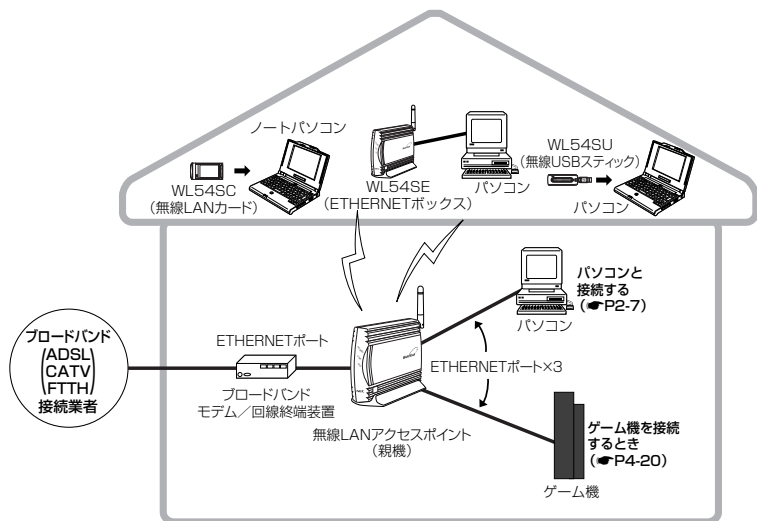 ノートパソコン
WL54SC
(無線LANカード)
WL54SE
(ETHERNETボックス)
パソコン
WL54SU
(無線USBスティック)
パソコン
ブロードバンド
ADSL
CATV
FTTH
接続業者
ETHERNETポート
ブロードバンド
モデム/回線終端装置
無線LANアクセスポイント
(親機)
ETHERNETポート×3
パソコンと
接続する
(☛P2-7)
パソコン
ゲーム機を接続
するとき
(☛P4-20)
ゲーム機